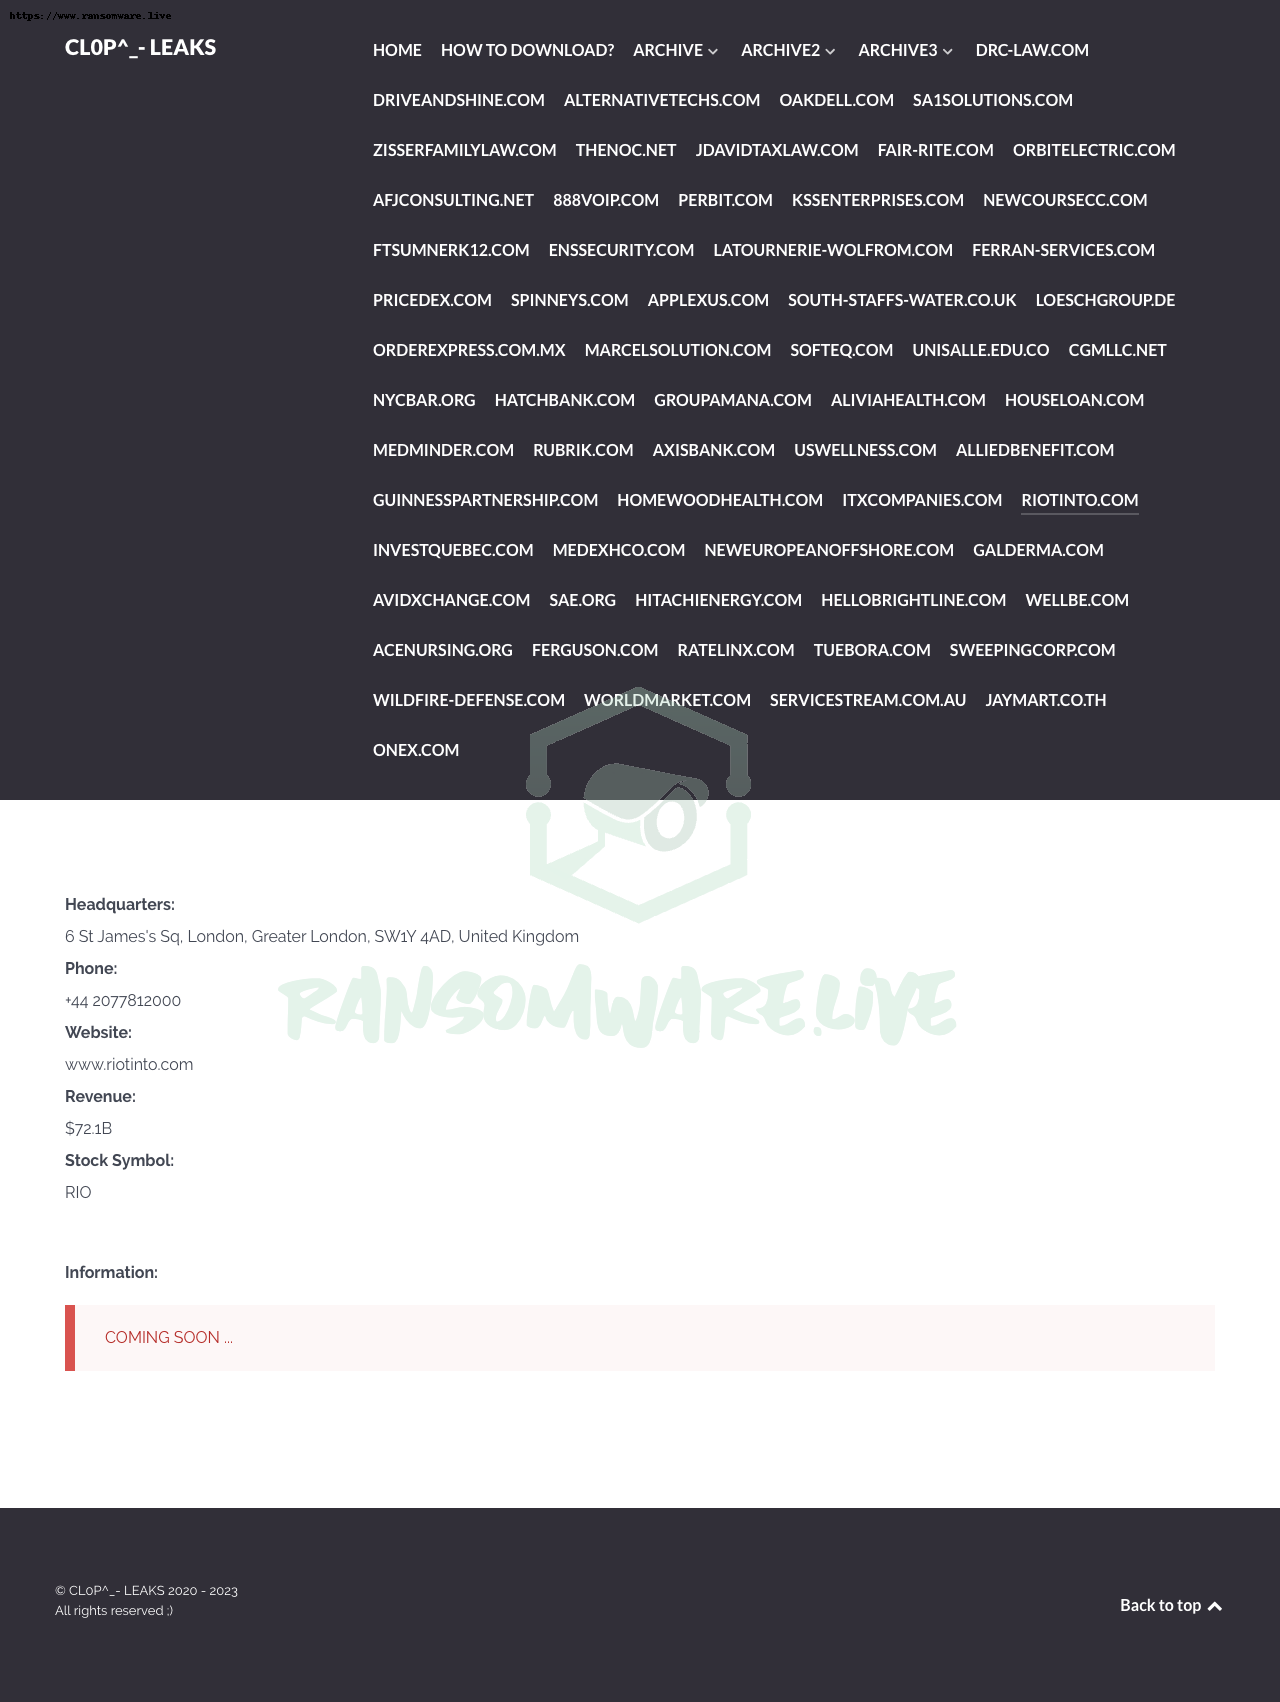 https://www.ransomware.live
CL0P^_- LEAKS
HOME HOW TO DOWNLOAD? ARCHIVE ARCHIVE2 ARCHIVE3 DRC-LAW.COM
DRIVEANDSHINE.COM ALTERNATIVETECHS.COM OAKDELL.COM SA1SOLUTIONS.COM
ZISSERFAMILYLAW.COM THENOC.NET JDAVIDTAXLAW.COM FAIR-RITE.COM ORBITELECTRIC.COM
AFJCONSULTING.NET 888VOIP.COM PERBIT.COM KSSENTERPRISES.COM NEWCOURSECC.COM
FTSUMNERK12.COM ENSSECURITY.COM LATOURNERIE-WOLFROM.COM FERRAN-SERVICES.COM
PRICEDEX.COM SPINNEYS.COM APPLEXUS.COM SOUTH-STAFFS-WATER.CO.UK LOESCHGROUP.DE
ORDEREXPRESS.COM.MX MARCELSOLUTION.COM SOFTEQ.COM UNISALLE.EDU.CO CGMLLC.NET
NYCBAR.ORG HATCHBANK.COM GROUPAMANA.COM ALIVIAHEALTH.COM HOUSELOAN.COM
MEDMINDER.COM RUBRIK.COM AXISBANK.COM USWELLNESS.COM ALLIEDBENEFIT.COM
GUINNESSPARTNERSHIP.COM HOMEWOODHEALTH.COM ITXCOMPANIES.COM RIOTINTO.COM
INVESTQUEBEC.COM MEDEXHCO.COM NEWEUROPEANOFFSHORE.COM GALDERMA.COM
AVIDXCHANGE.COM SAE.ORG HITACHIENERGY.COM HELLOBRIGHTLINE.COM WELLBE.COM
ACENURSING.ORG FERGUSON.COM RATELINX.COM TUEBORA.COM SWEEPINGCORP.COM
WILDFIRE-DEFENSE.COM WORLDMARKET.COM SERVICESTREAM.COM.AU JAYMART.CO.TH
ONEX.COM
Headquarters:
6 St James's Sq, London, Greater London, SW1Y 4AD, United Kingdom
Phone:
+44 2077812000
RANSOMWARE.LIVE
Website:
www.riotinto.com
Revenue:
$72.1B
Stock Symbol:
RIO
Information:
COMING SOON ...
© CL0P^_- LEAKS 2020 - 2023
All rights reserved ;)
Back to top